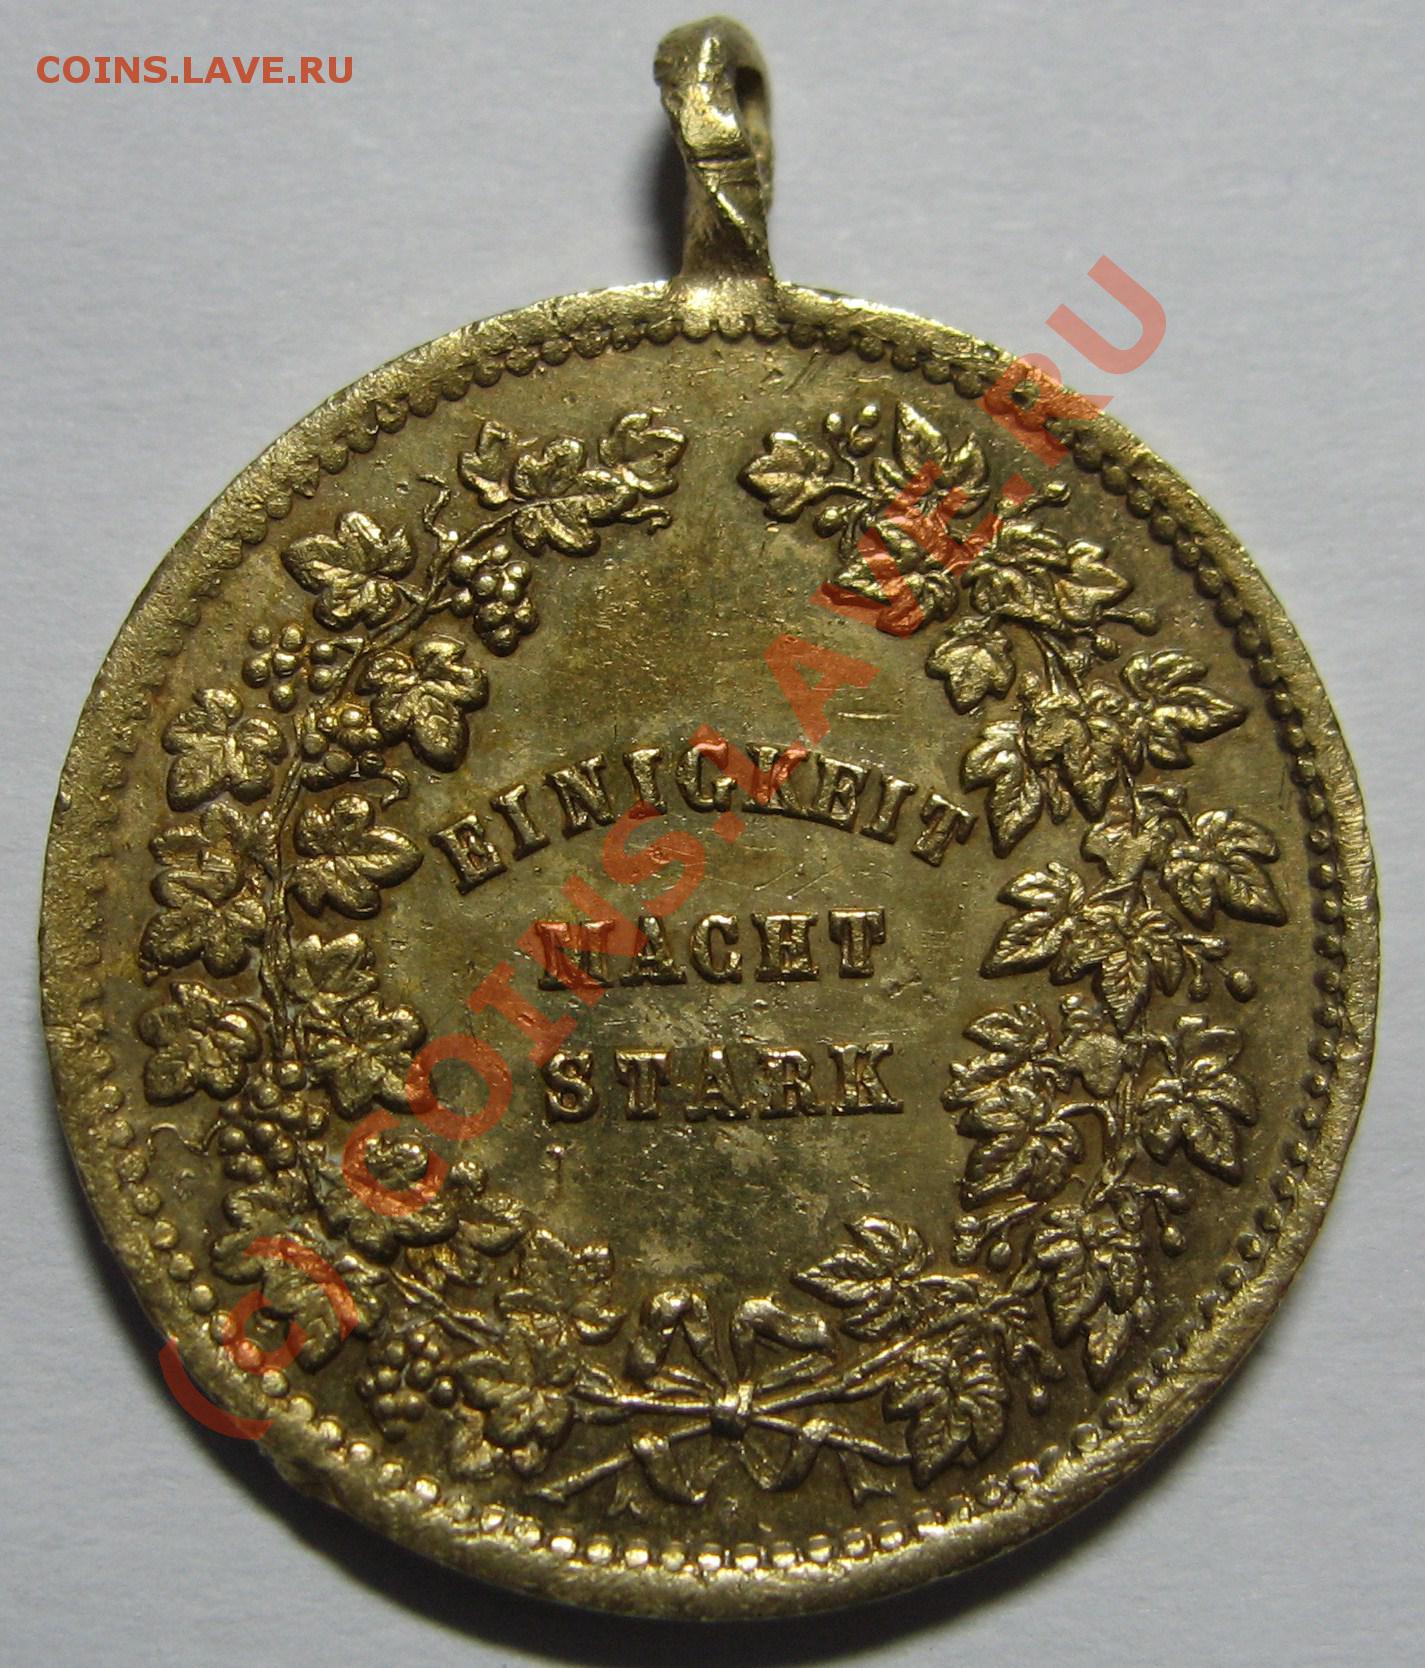 COINS.LAVE.RU
EINIGKEIT
MACHT
STARK
(c) COINS.LAVE.RU